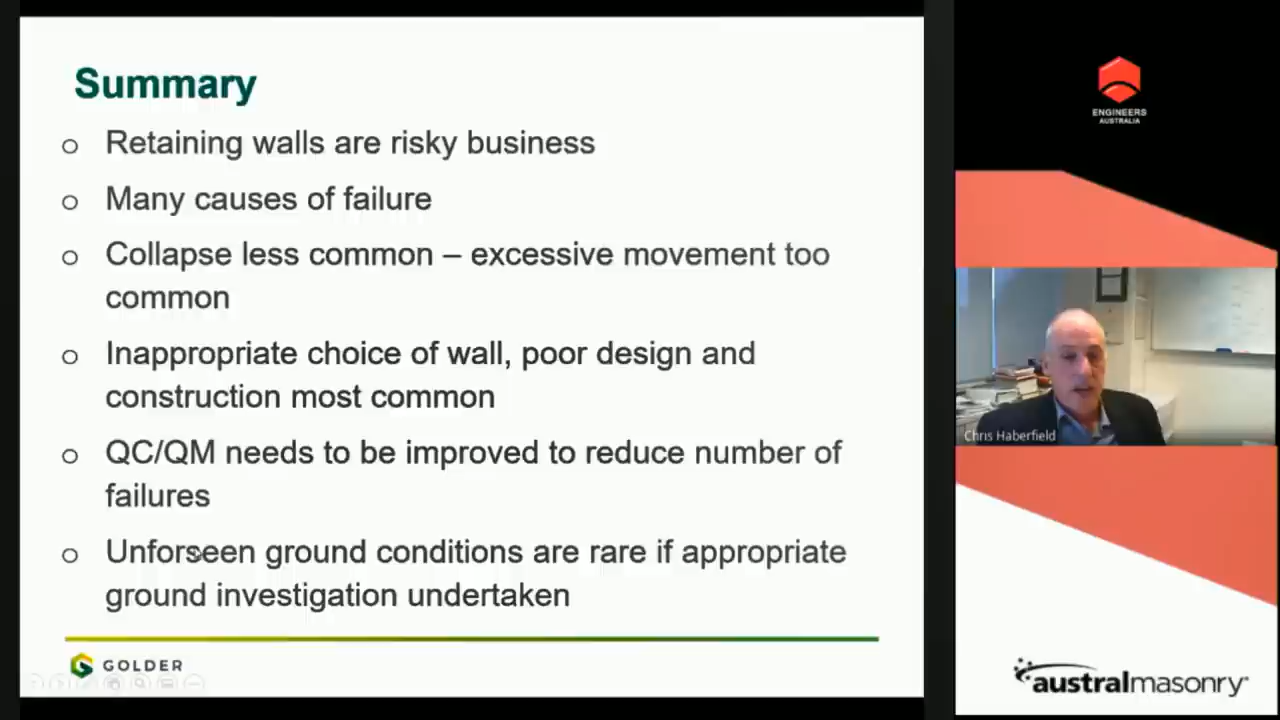 Summary
Retaining walls are risky business
Many causes of failure
Collapse less common – excessive movement too
common
Inappropriate choice of wall, poor design and
construction most common
QC/QM needs to be improved to reduce number of
failures
Unforseen ground conditions are rare if appropriate
ground investigation undertaken
GOLDER
ENGINEERS
AUSTRALIA
Chris Haberfield
australmasonry